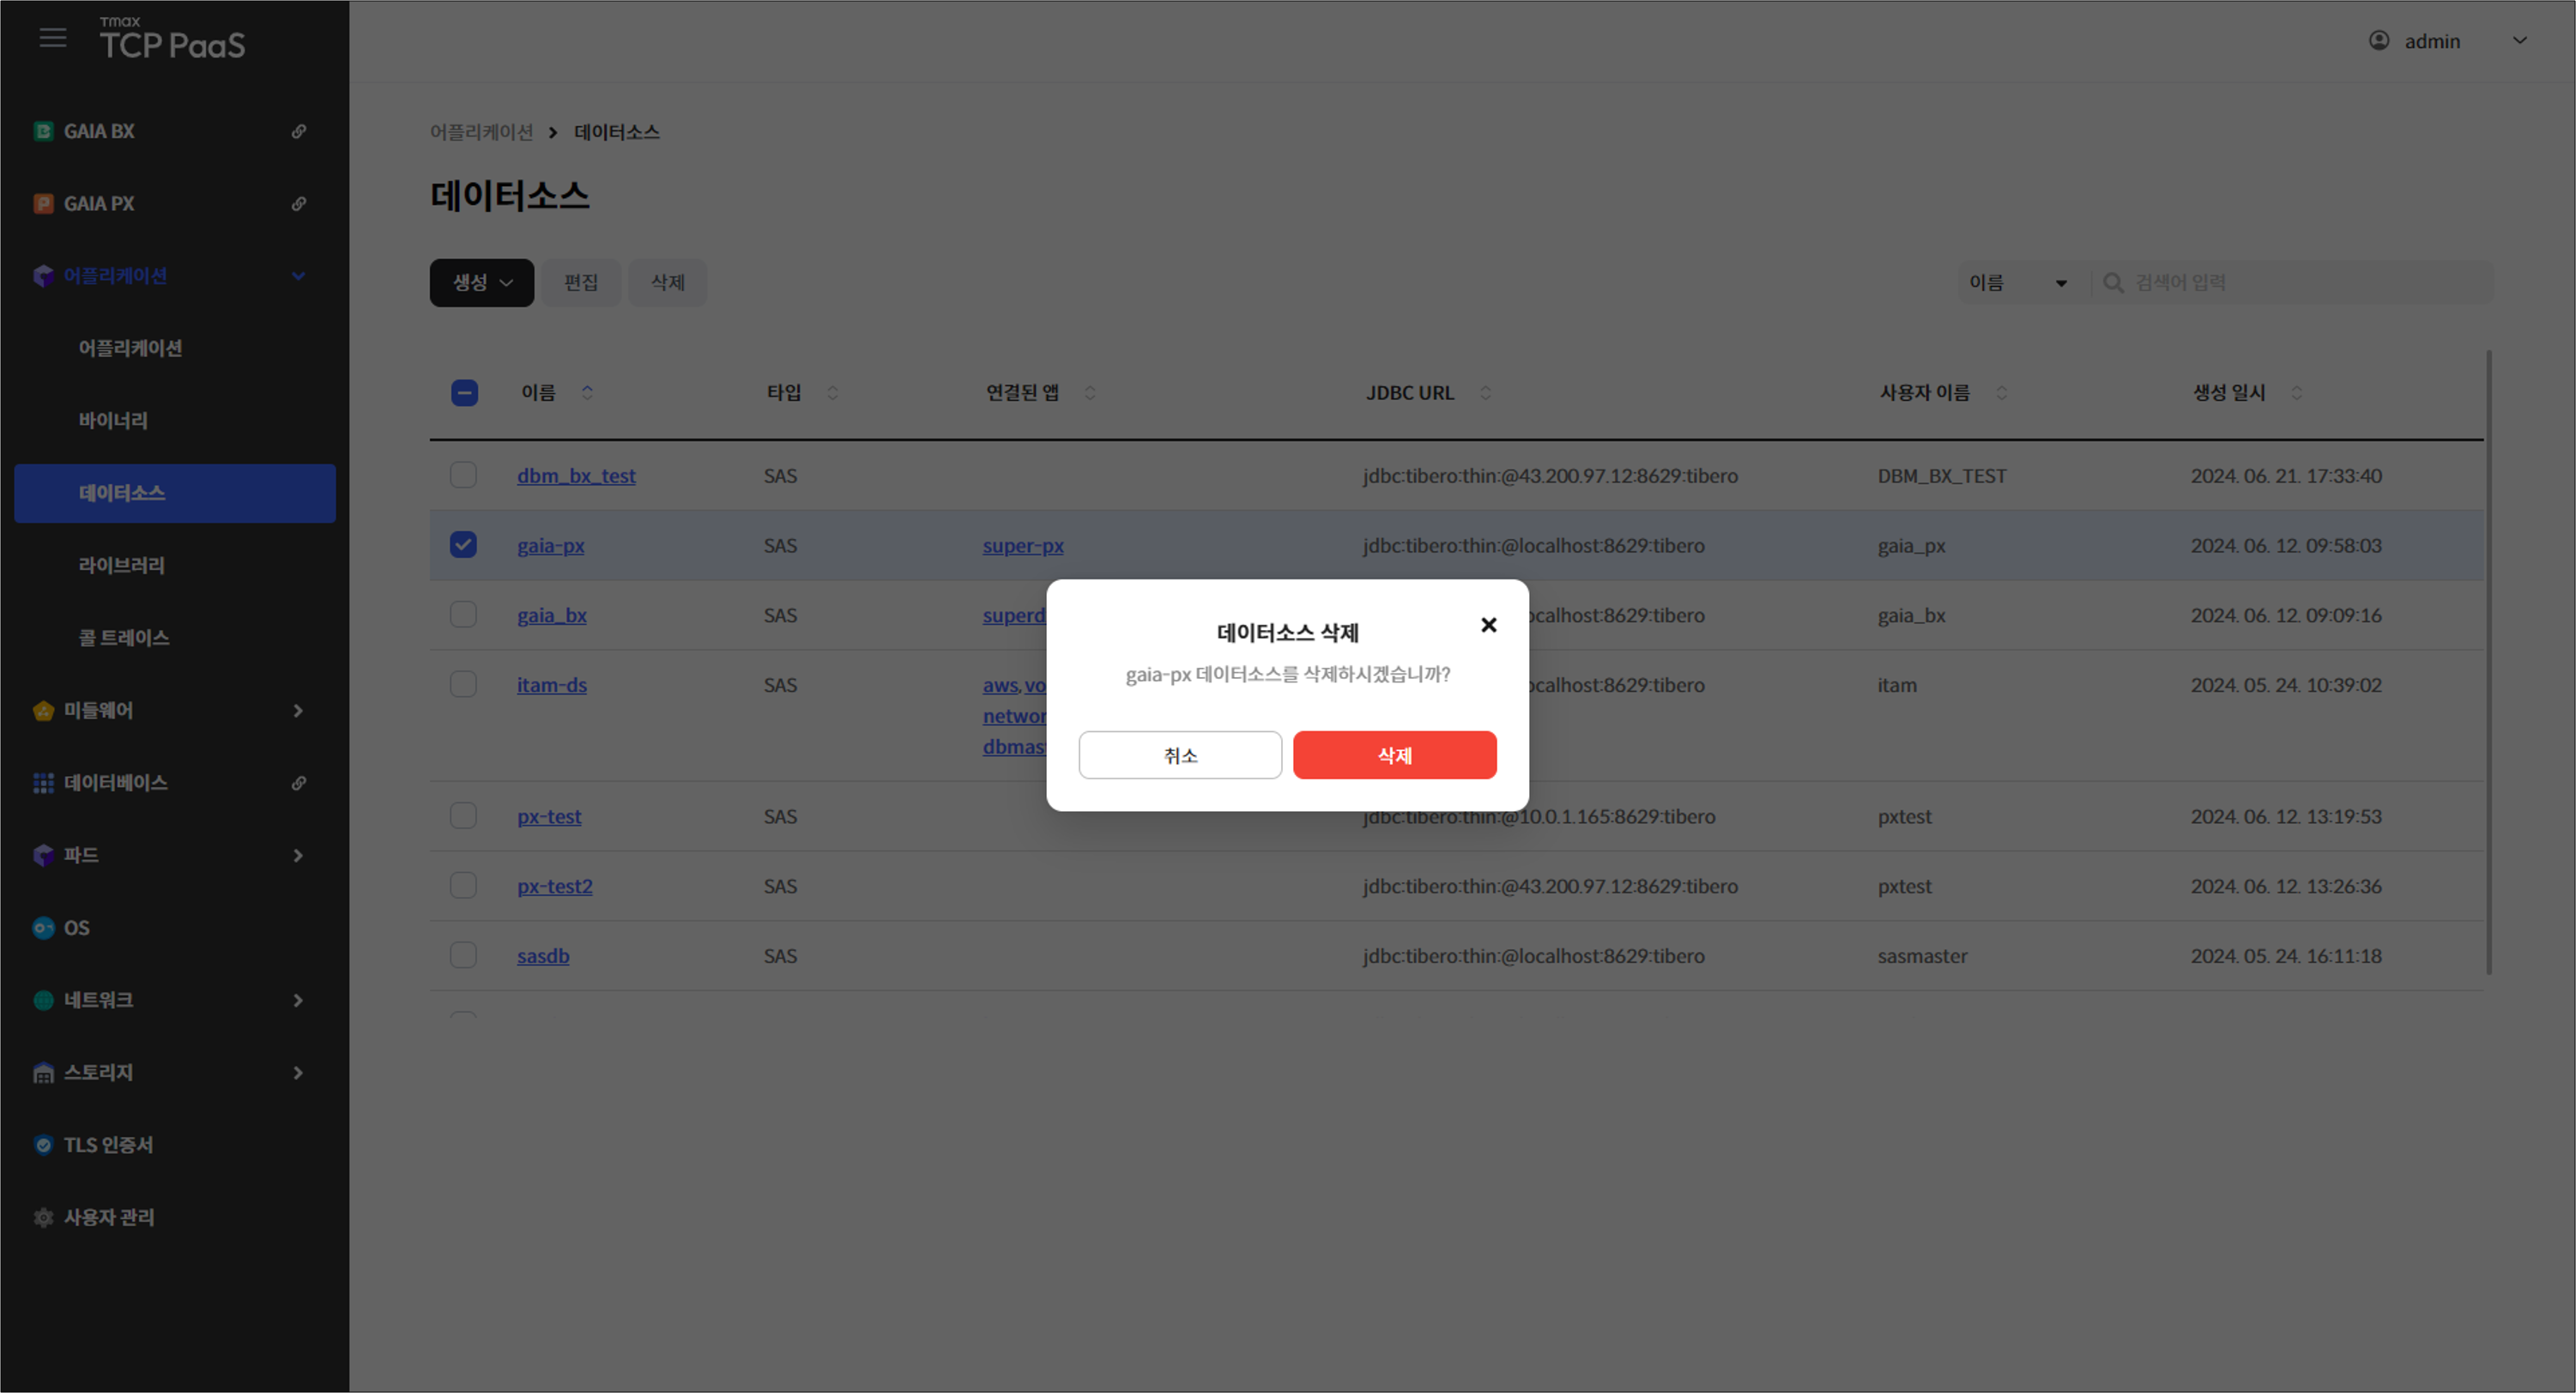 Tmax
TCP PaaS
admin
GAIA BX
GAIA PX
어플리케이션
어플리케이션
바이너리
데이터소스
라이브러리
콜 트레이스
미들웨어
데이터베이스
파드
OS
네트워크
스토리지
TLS 인증서
사용자 관리
어플리케이션 > 데이터소스
데이터소스
생성 편집 삭제
이름 검색어 입력
이름 타입 연결된 앱 JDBC URL 사용자 이름 생성 일시
dbm_bx_test SAS jdbc:tibero:thin:@43.200.97.12:8629:tibero DBM_BX_TEST 2024. 06. 21. 17:33:40
gaia-px SAS super-px jdbc:tibero:thin:@localhost:8629:tibero gaia_px 2024. 06. 12. 09:58:03
gaia_bx SAS superd ocalhost:8629:tibero gaia_bx 2024. 06. 12. 09:09:16
itam-ds SAS aws,vo ocalhost:8629:tibero itam 2024. 05. 24. 10:39:02
networ
dbmas
px-test SAS jdbc:tibero:thin:@10.0.1.165:8629:tibero pxtest 2024. 06. 12. 13:19:53
px-test2 SAS jdbc:tibero:thin:@43.200.97.12:8629:tibero pxtest 2024. 06. 12. 13:26:36
sasdb SAS jdbc:tibero:thin:@localhost:8629:tibero sasmaster 2024. 05. 24. 16:11:18
데이터소스 삭제
gaia-px 데이터소스를 삭제하시겠습니까?
취소 삭제